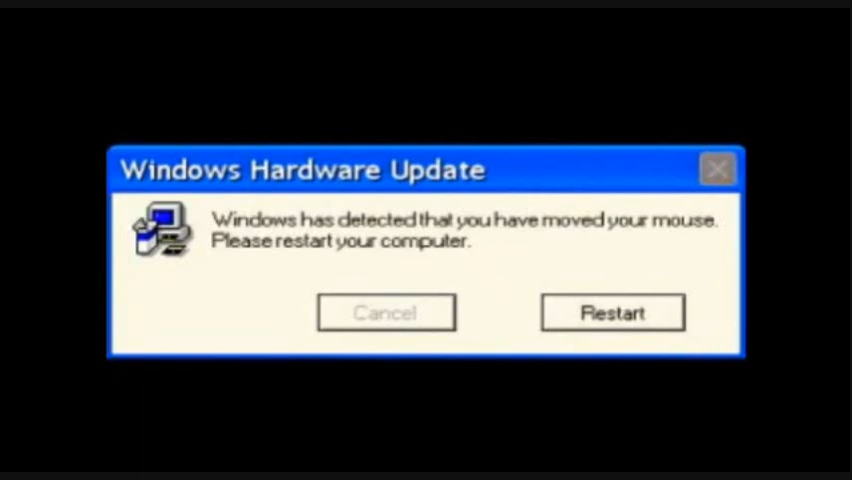 Windows Hardware Update
Windows has detected that you have moved your mouse.
Please restart your computer.
Cancel
Restart